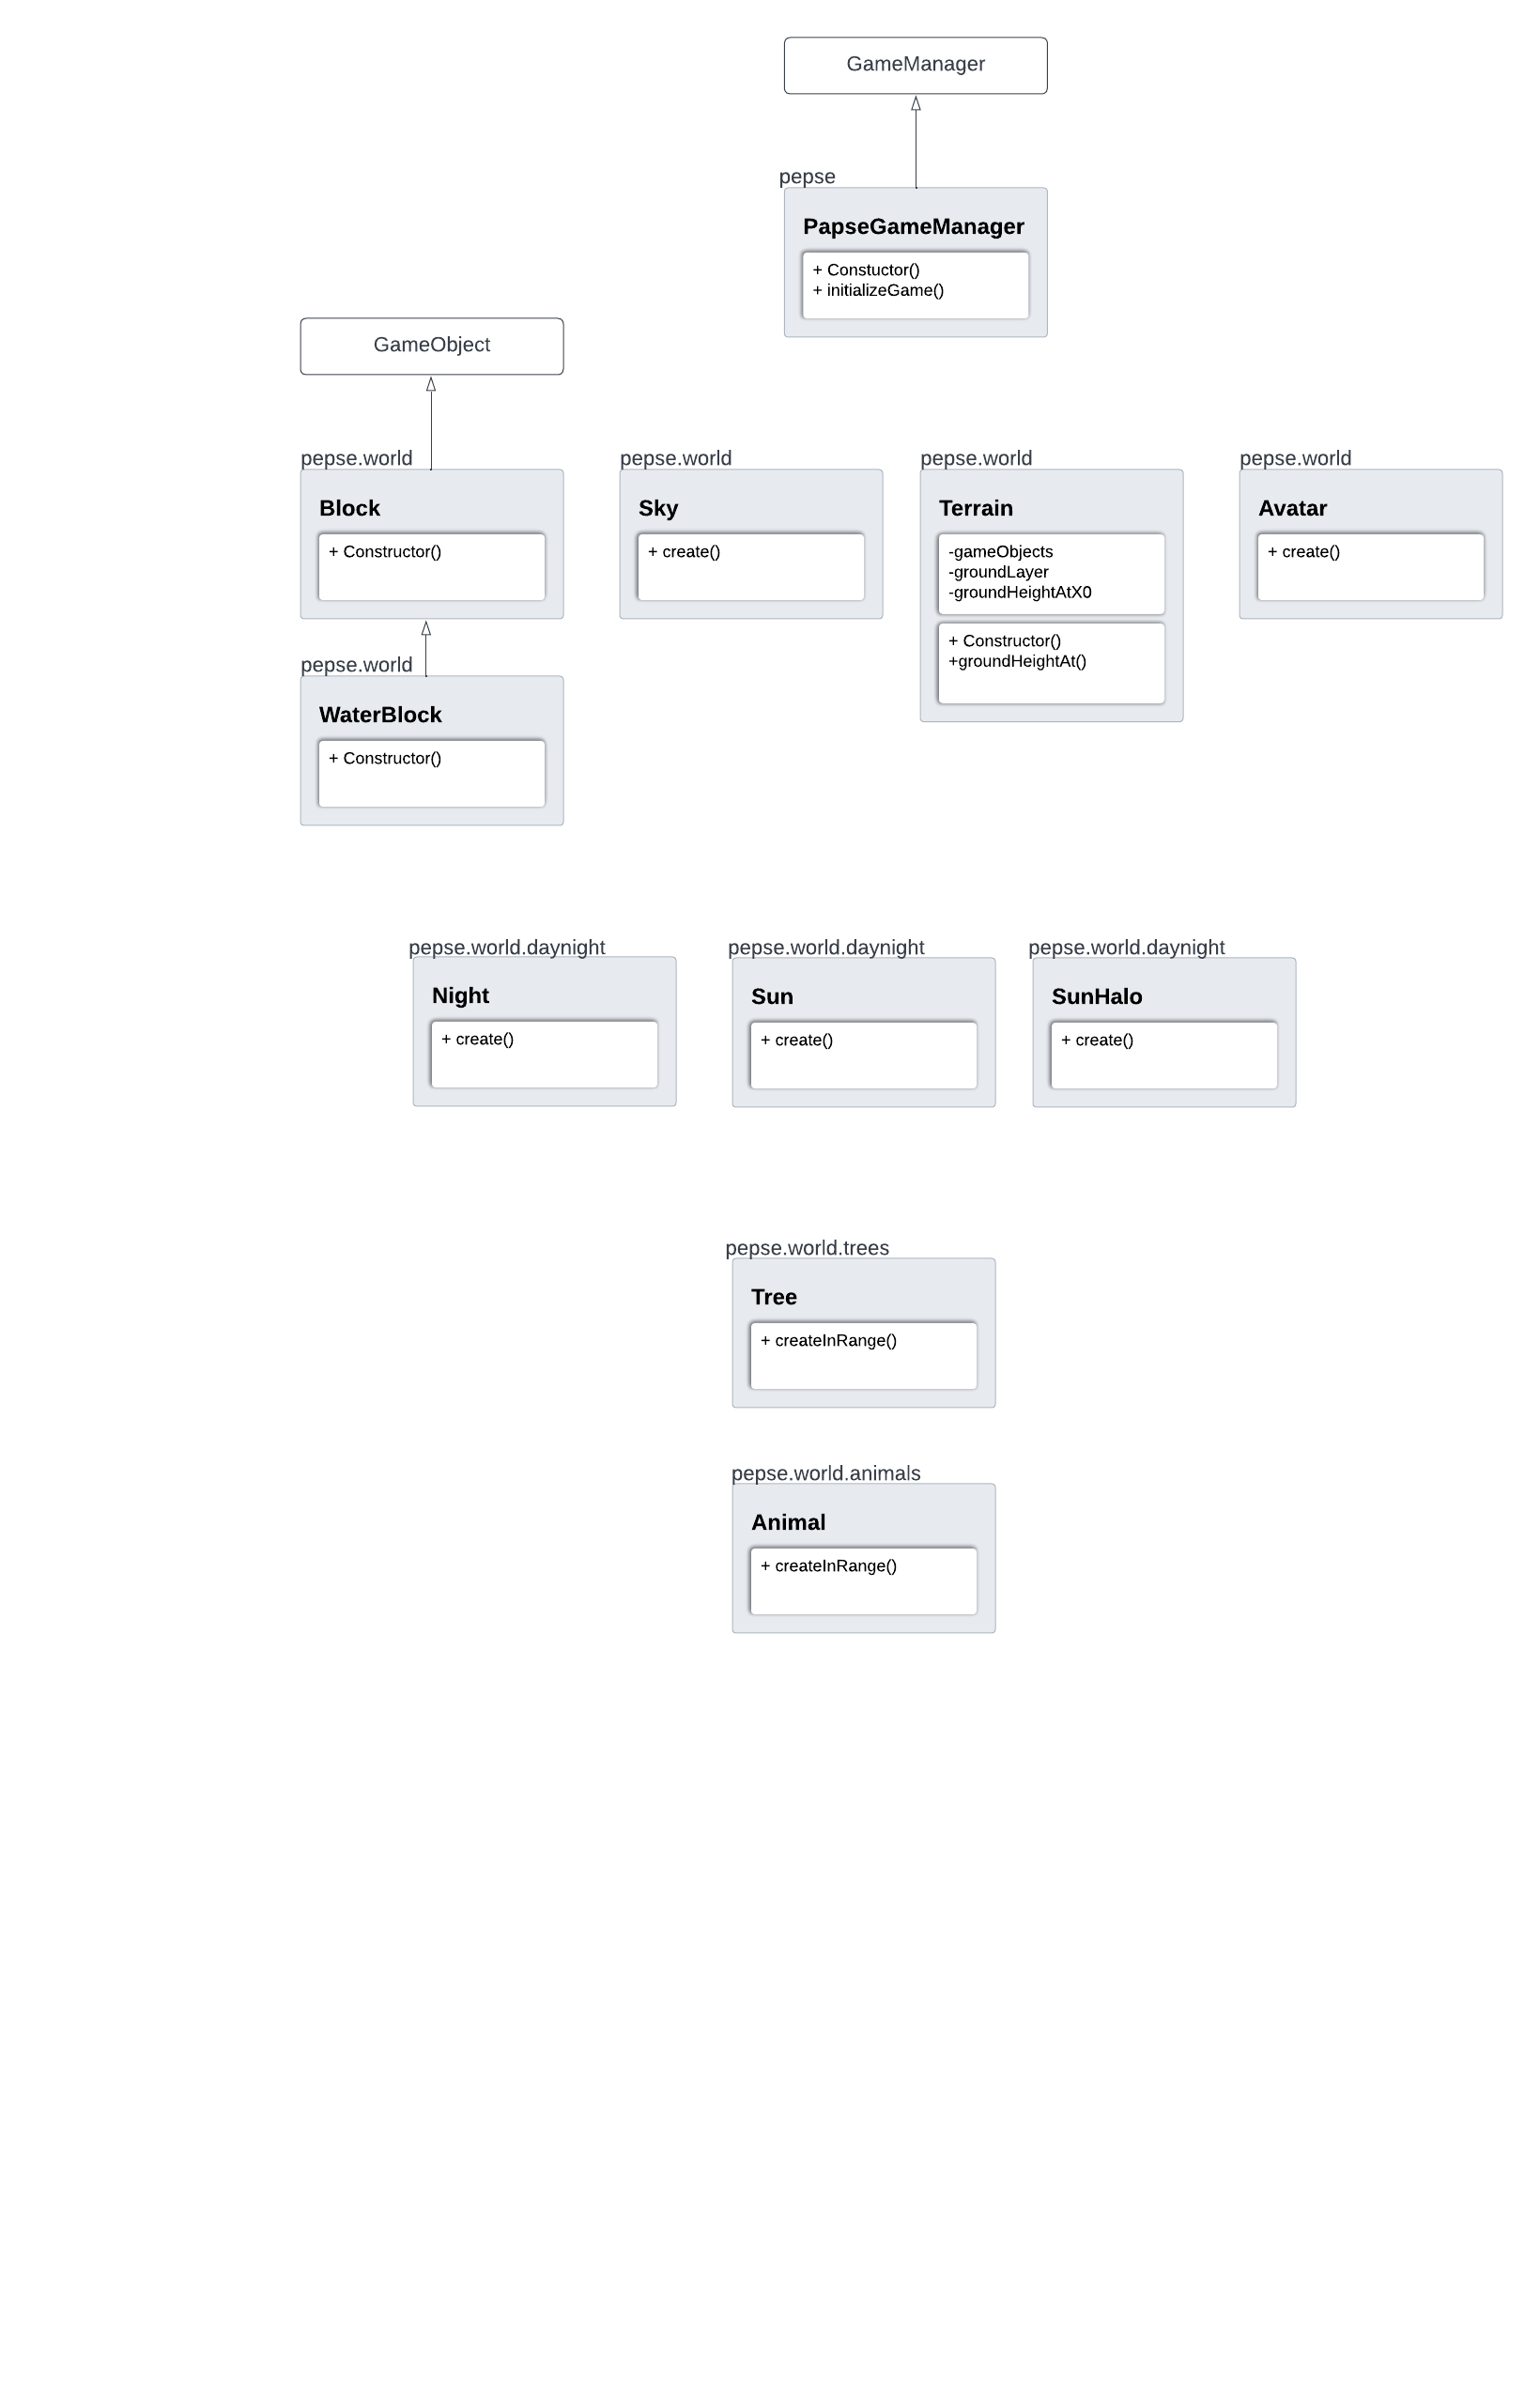 GameManager
pepse
PapseGameManager
+ Constuctor()
+ initializeGame()
GameObject
pepse.world
Block
+ Constructor()
pepse.world
Sky
+ create()
pepse.world
Terrain
-gameObjects
-groundLayer
-groundHeightAtX0
+ Constructor()
+groundHeightAt()
pepse.world
Avatar
+ create()
pepse.world
WaterBlock
+ Constructor()
pepse.world.daynight
Night
+ create()
pepse.world.daynight
Sun
+ create()
pepse.world.daynight
SunHalo
+ create()
pepse.world.trees
Tree
+ createInRange()
pepse.world.animals
Animal
+ createInRange()